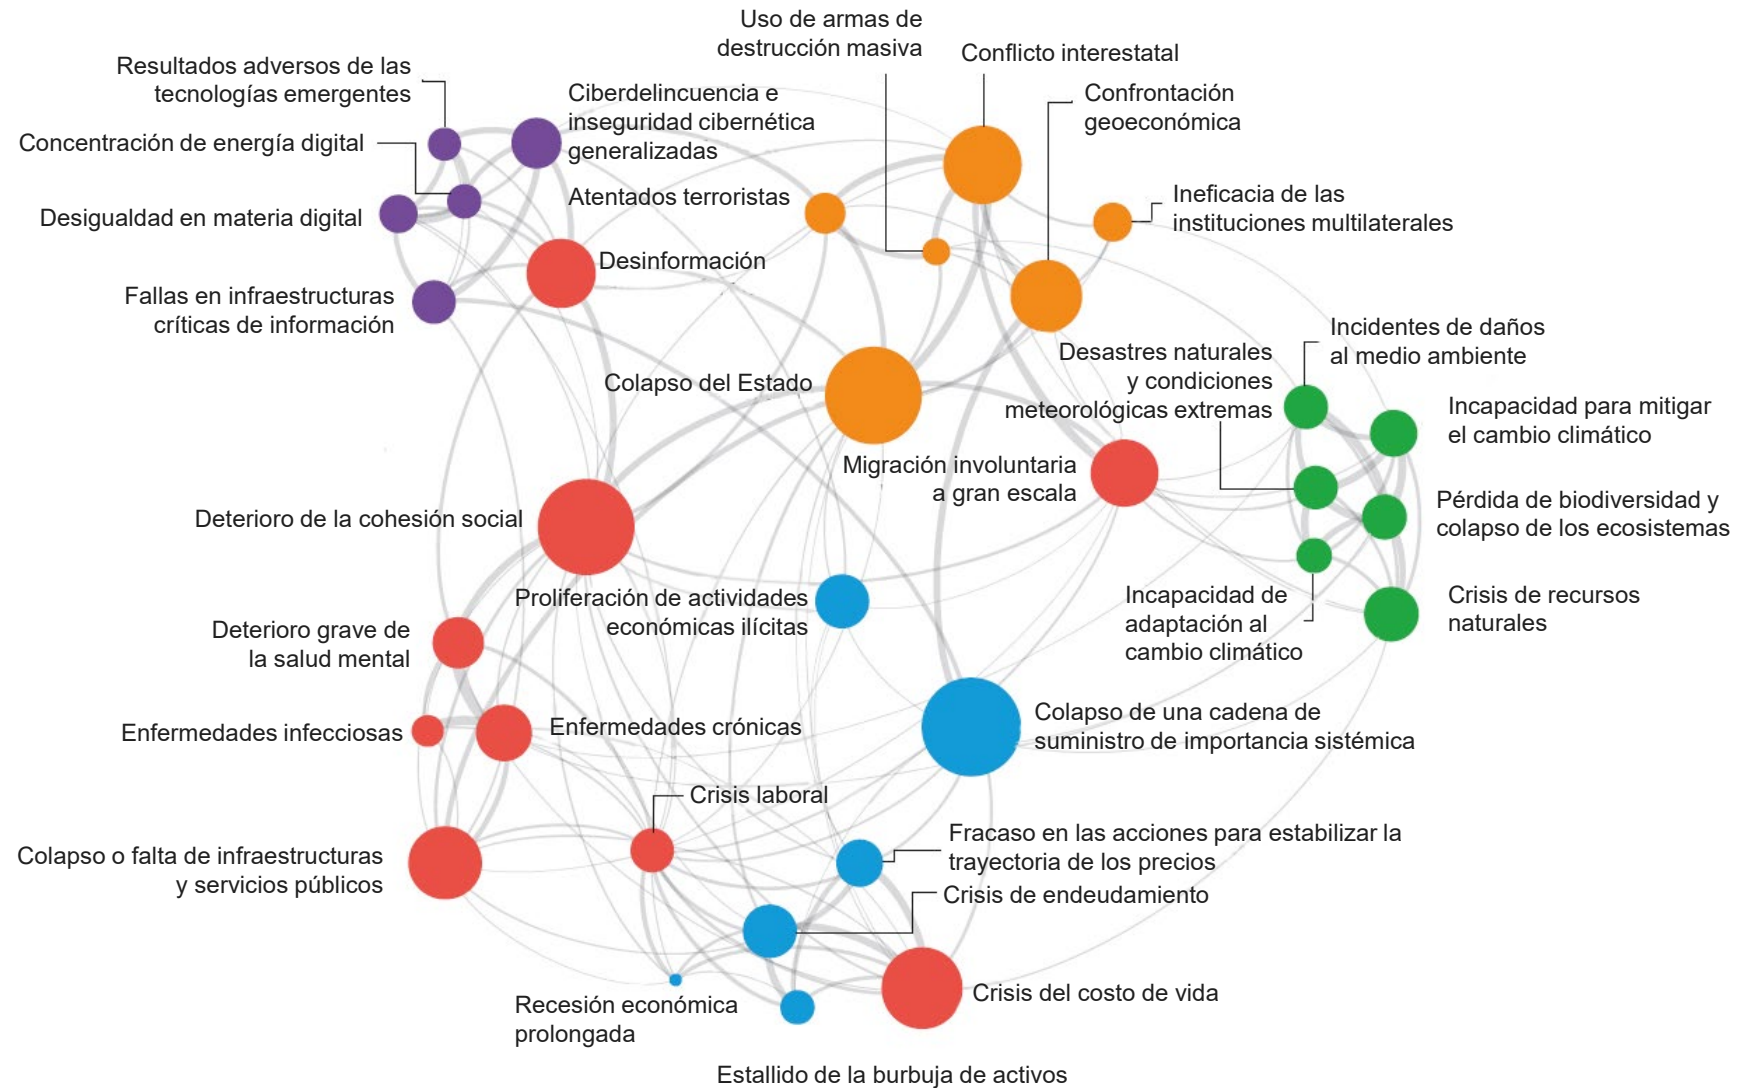 Uso de armas de
destrucción masiva
Conflicto interestatal
Resultados adversos de las
tecnologías emergentes
Ciberdelincuencia e
inseguridad cibernética
generalizadas
Confrontación
geoeconómica
Concentración de energía digital
Atentados terroristas
Ineficacia de las
instituciones multilaterales
Desigualdad en materia digital
Desinformación
Fallas en infraestructuras
críticas de información
Incidentes de daños
al medio ambiente
Desastres naturales
y condiciones
meteorológicas extremas
Colapso del Estado
Incapacidad para mitigar
el cambio climático
Migración involuntaria
a gran escala
Pérdida de biodiversidad y
colapso de los ecosistemas
Deterioro de la cohesión social
Proliferación de actividades
económicas ilícitas
Incapacidad de
adaptación al
cambio climático
Crisis de recursos
naturales
Deterioro grave de
la salud mental
Enfermedades infecciosas
Enfermedades crónicas
Colapso de una cadena de
suministro de importancia sistémica
Crisis laboral
Fracaso en las acciones para estabilizar la
trayectoria de los precios
Colapso o falta de infraestructuras
y servicios públicos
Crisis de endeudamiento
Recesión económica
prolongada
Crisis del costo de vida
Estallido de la burbuja de activos